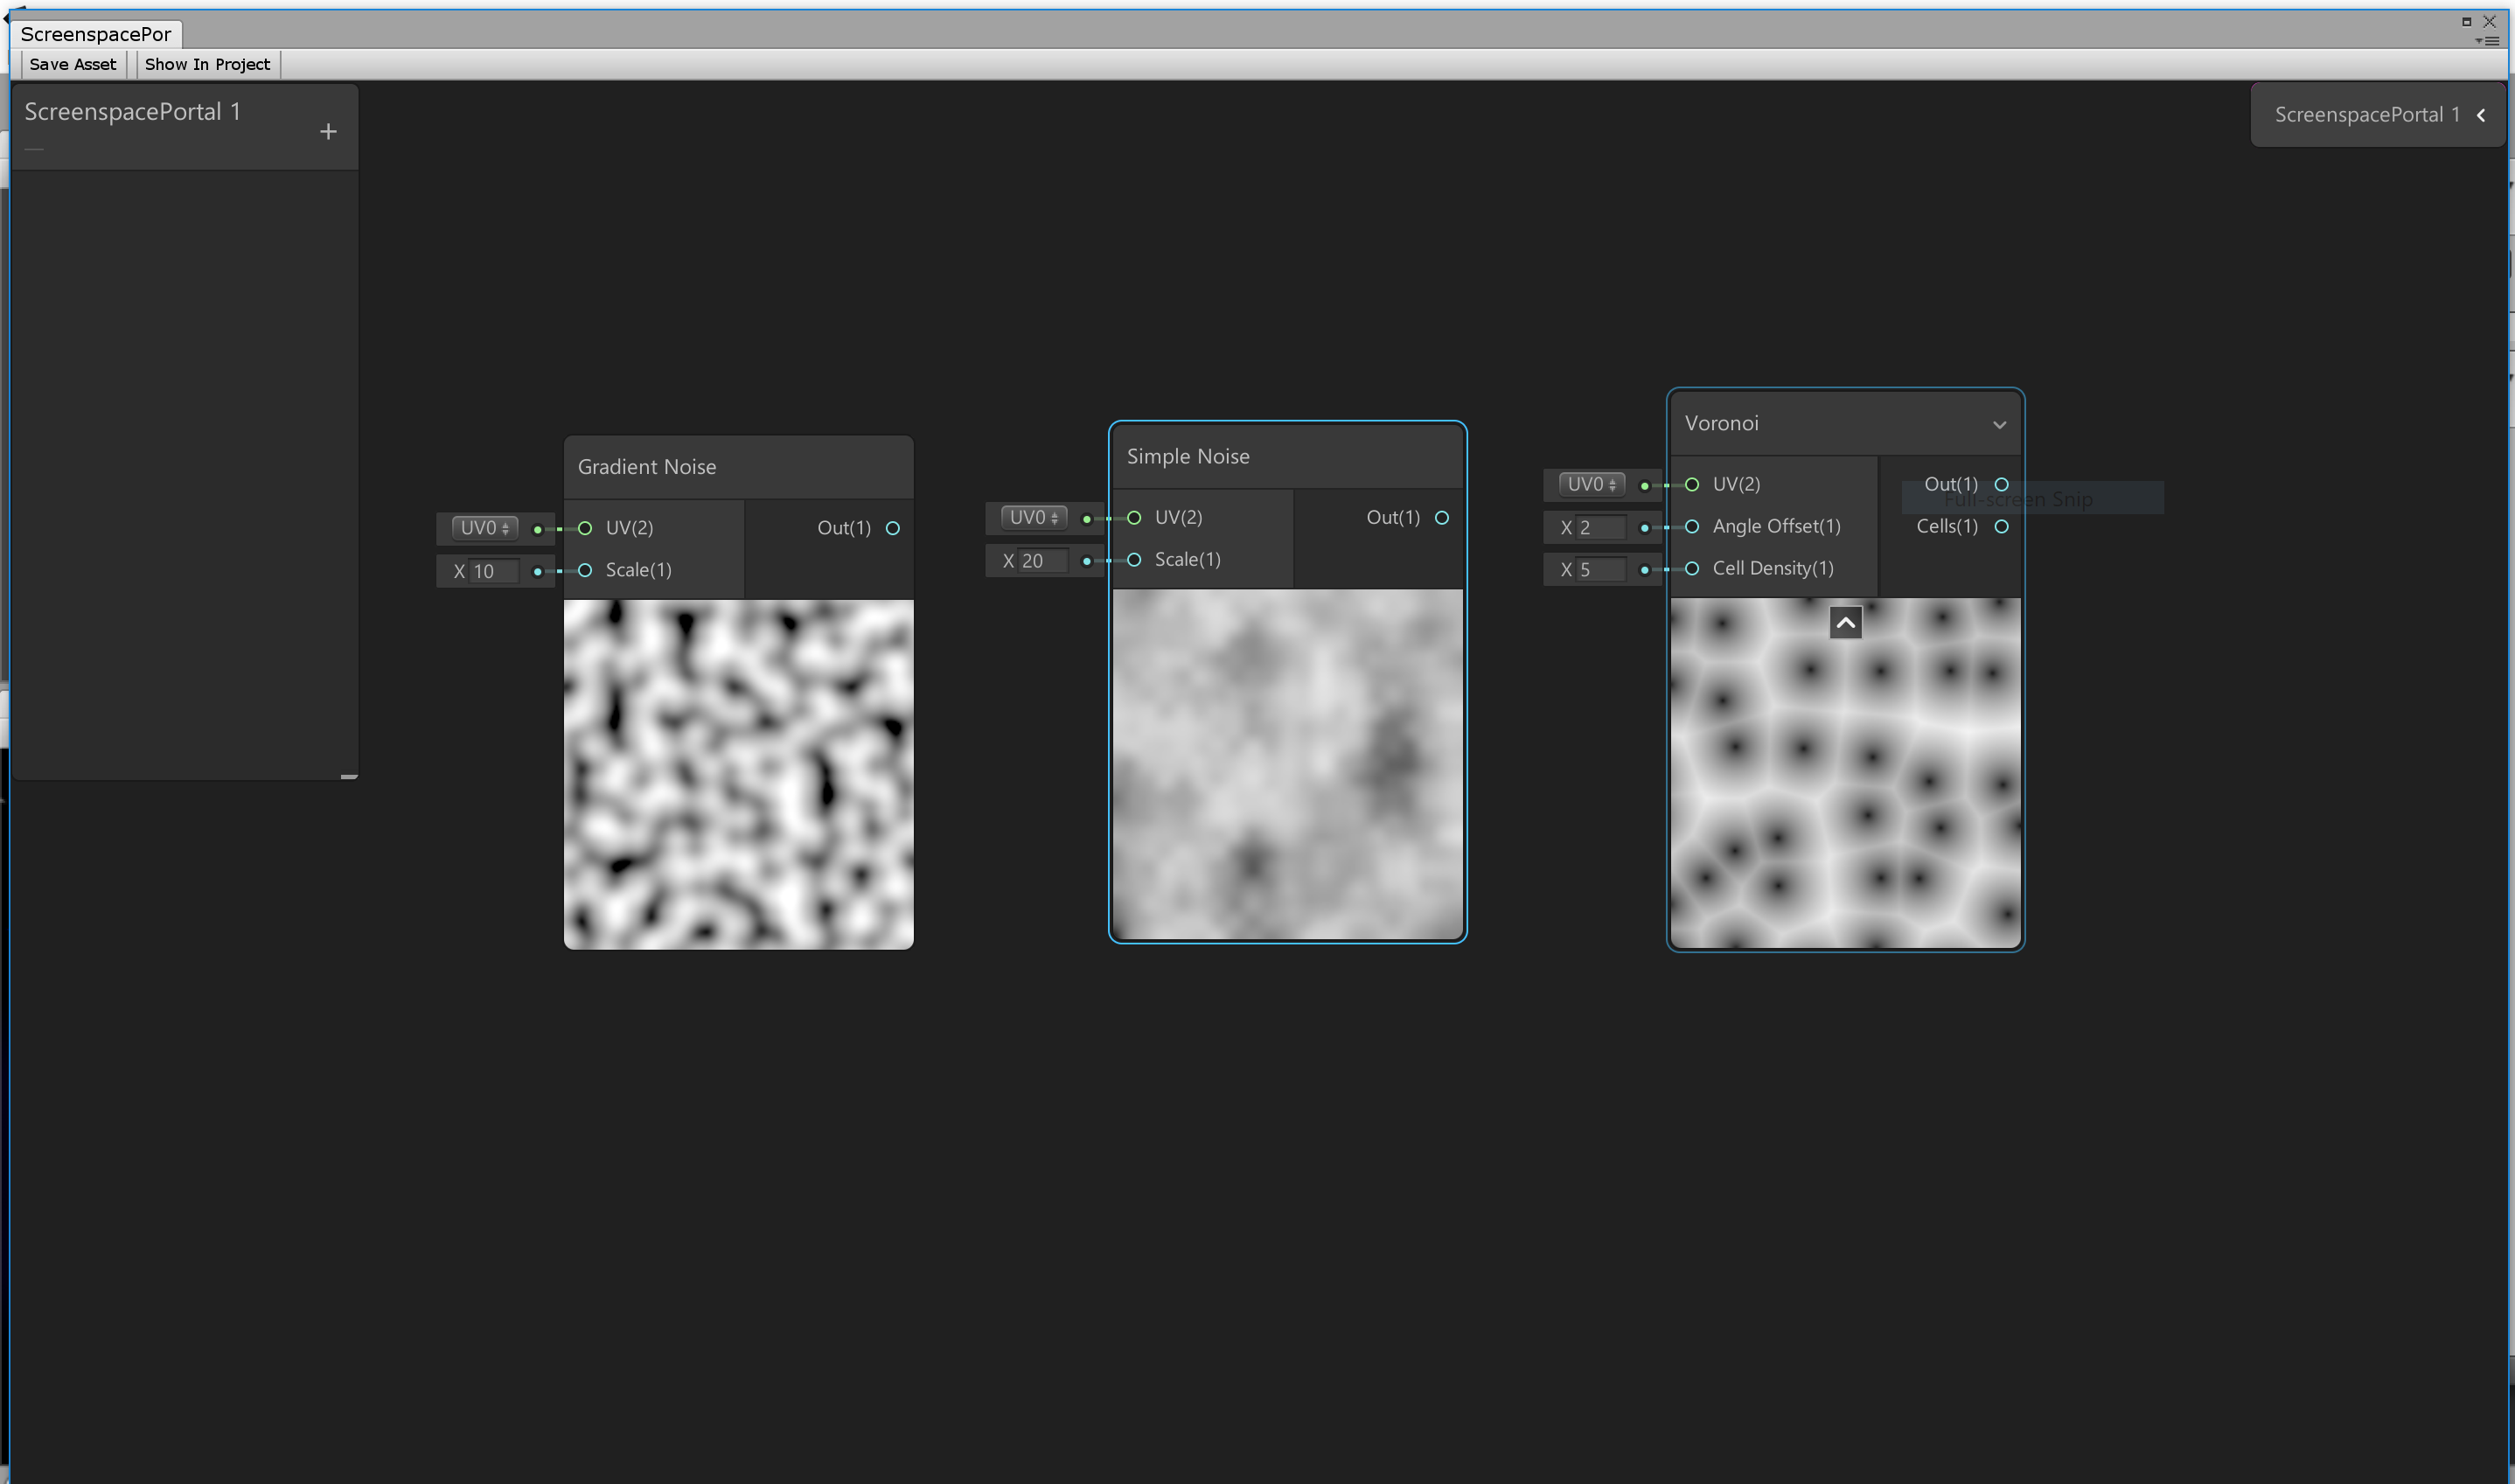 ScreenspacePor
Save Asset
Show In Project
ScreenspacePortal 1
ScreenspacePortal 1
Gradient Noise
UV0
UV(2)
Out(1)
X 10
Scale(1)
Simple Noise
UV0
UV(2)
Out(1)
X 20
Scale(1)
Voronoi
UV0
UV(2)
Out(1)
Full-screen Snip
X 2
Angle Offset(1)
Cells(1)
X 5
Cell Density(1)